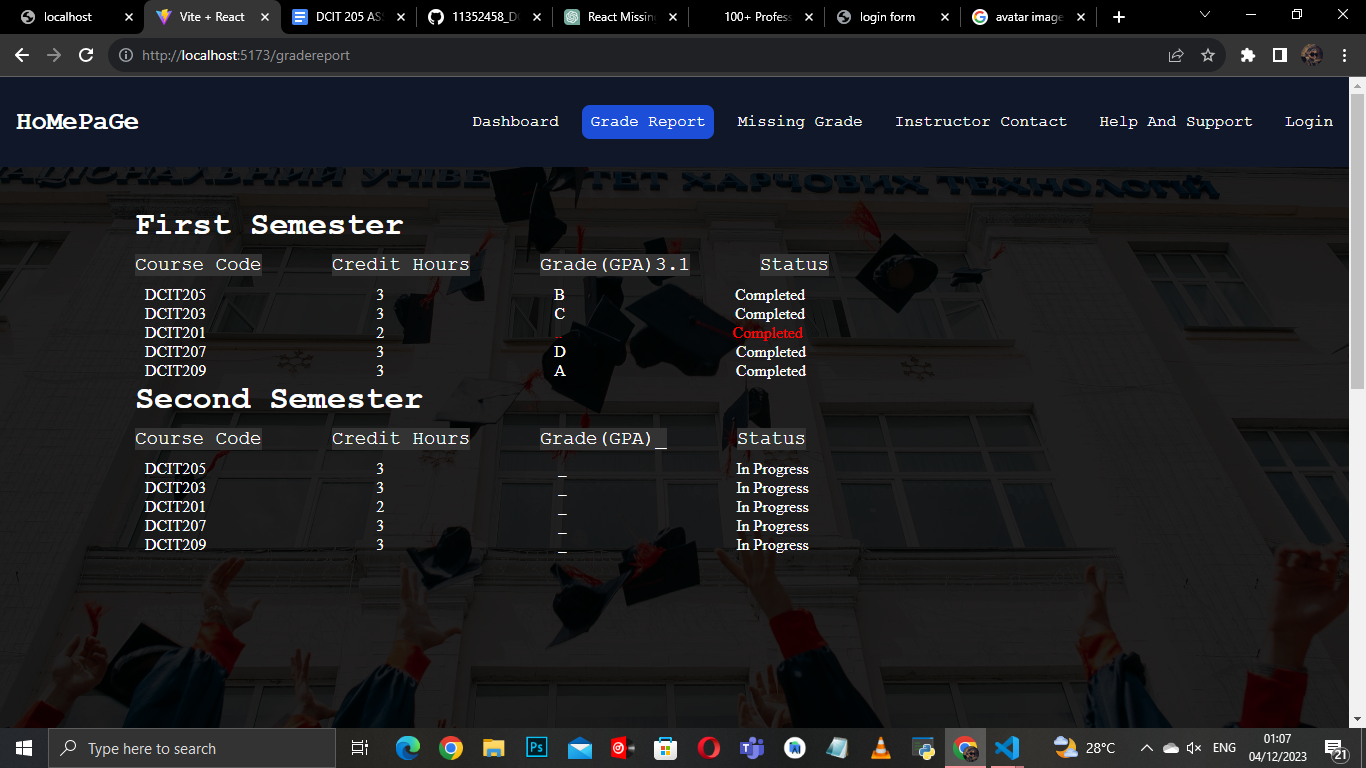 localhost
Vite + React
DCIT 205 AS
11352458_D
React Missin
100+ Profess
login form
avatar image
http://localhost:5173/gradereport
HoMePaGe
Dashboard
Grade Report
Missing Grade
Instructor Contact
Help And Support
Login
ТЕТ ХАРЧОВИХ ТЕХНОЛОГІЙ
First Semester
Course Code Credit Hours Grade(GPA)3.1 Status
DCIT205 3 B Completed
DCIT203 3 C Completed
DCIT201 2 Completed
DCIT207 3 D Completed
DCIT209 3 A Completed
Second Semester
Course Code Credit Hours Grade(GPA)_ Status
DCIT205 3 _ In Progress
DCIT203 3 _ In Progress
DCIT201 2 _ In Progress
DCIT207 3 _ In Progress
DCIT209 3 _ In Progress
Type here to search
Ps
28°C
ENG
01:07
04/12/2023
21